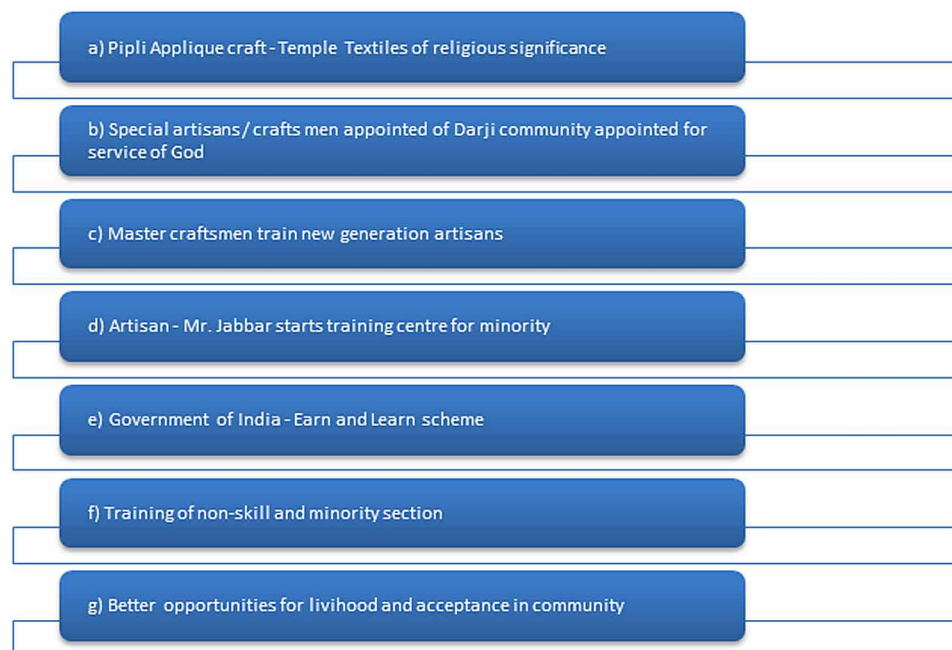 a) Pipli Applique craft - Temple Textiles of religious significance
b) Special artisans/ crafts men appointed of Darji community appointed for
service of God
c) Master craftsmen train new generation artisans
d) Artisan - Mr. Jabbar starts training centre for minority
e) Government of India - Earn and Learn scheme
f) Training of non-skill and minority section
g) Better opportunities for livihood and acceptance in community